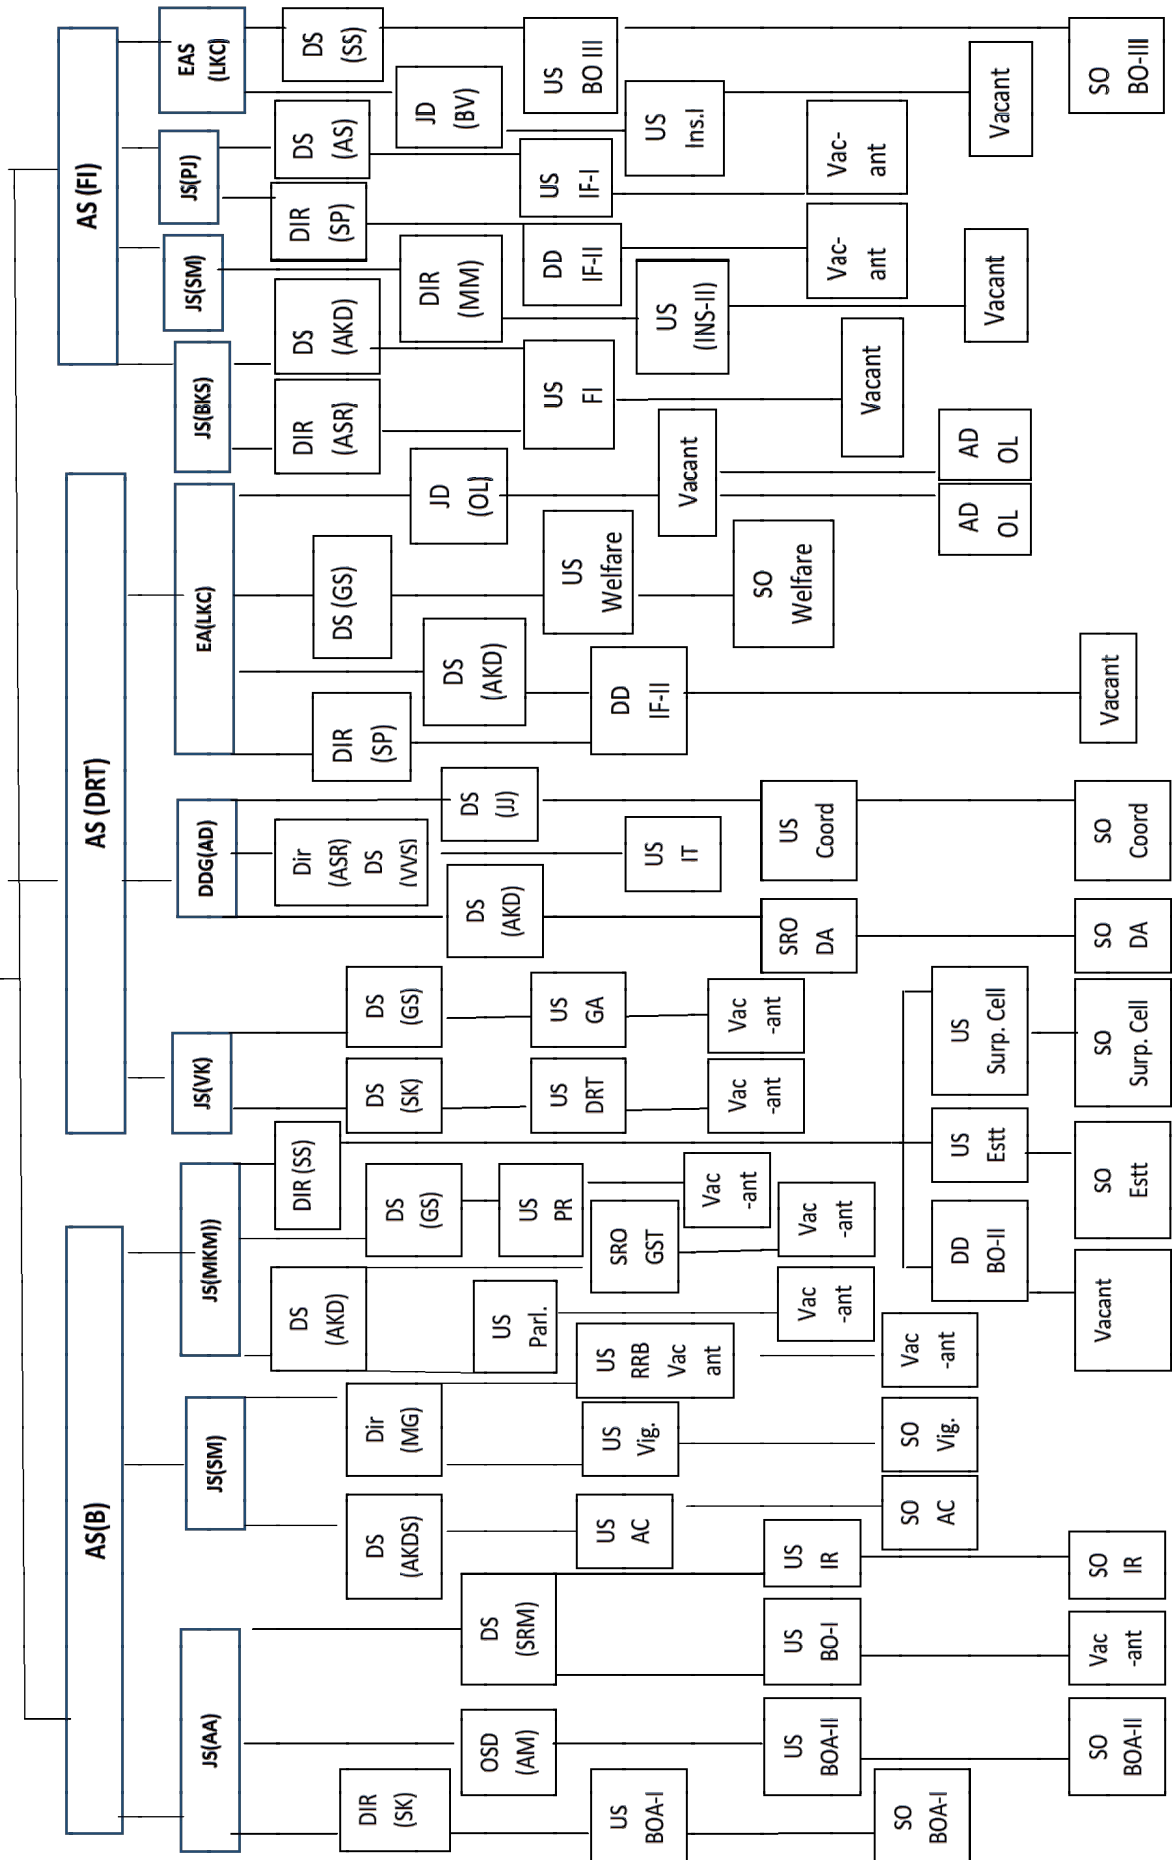 AS(B)
AS (DRT)
AS (FI)
JS(AA)
JS(SM)
JS(MKM))
JS(VK)
DDG(AD)
EA(LKC)
JS(BKS)
JS(SM)
JS(PJ)
EAS
(LKC)
DIR
(SK)
OSD
(AM)
DS
(SRM)
DS
(AKDS)
Dir
(MG)
DS
(AKD)
DS
(GS)
DIR (SS)
DS
(SK)
DS
(GS)
DS
(AKD)
Dir
(ASR)
DS
(VVS)
DS
(JJ)
DIR
(SP)
DS
(AKD)
DS (GS)
JD
(OL)
DIR
(ASR)
DS
(AKD)
DIR
(MM)
DIR
(SP)
DS
(AS)
JD
(BV)
DS
(SS)
US
BOA-I
US
BOA-II
US
BO-I
US
IR
US
AC
US
Vig.
US
RRB
Vac
ant
US
Parl.
SRO
GST
US
PR
US
DRT
US
GA
SRO
DA
US
IT
US
Coord
DD
IF-II
US
Welfare
Vacant
US
FI
US
(INS-II)
DD
IF-II
US
IF-I
US
Ins.I
US
BO III
SO
BOA-I
SO
BOA-II
Vac
-ant
SO
IR
SO
AC
SO
Vig.
Vac
-ant
Vac
-ant
Vac
-ant
Vac
-ant
DD
BO-II
US
Estt
US
Surp. Cell
Vacant
SO
Estt
SO
Surp. Cell
Vac
-ant
Vac
-ant
SO
DA
SO
Coord
Vacant
SO
Welfare
AD
OL
AD
OL
Vacant
Vacant
Vac-
ant
Vac-
ant
Vacant
SO
BO-III